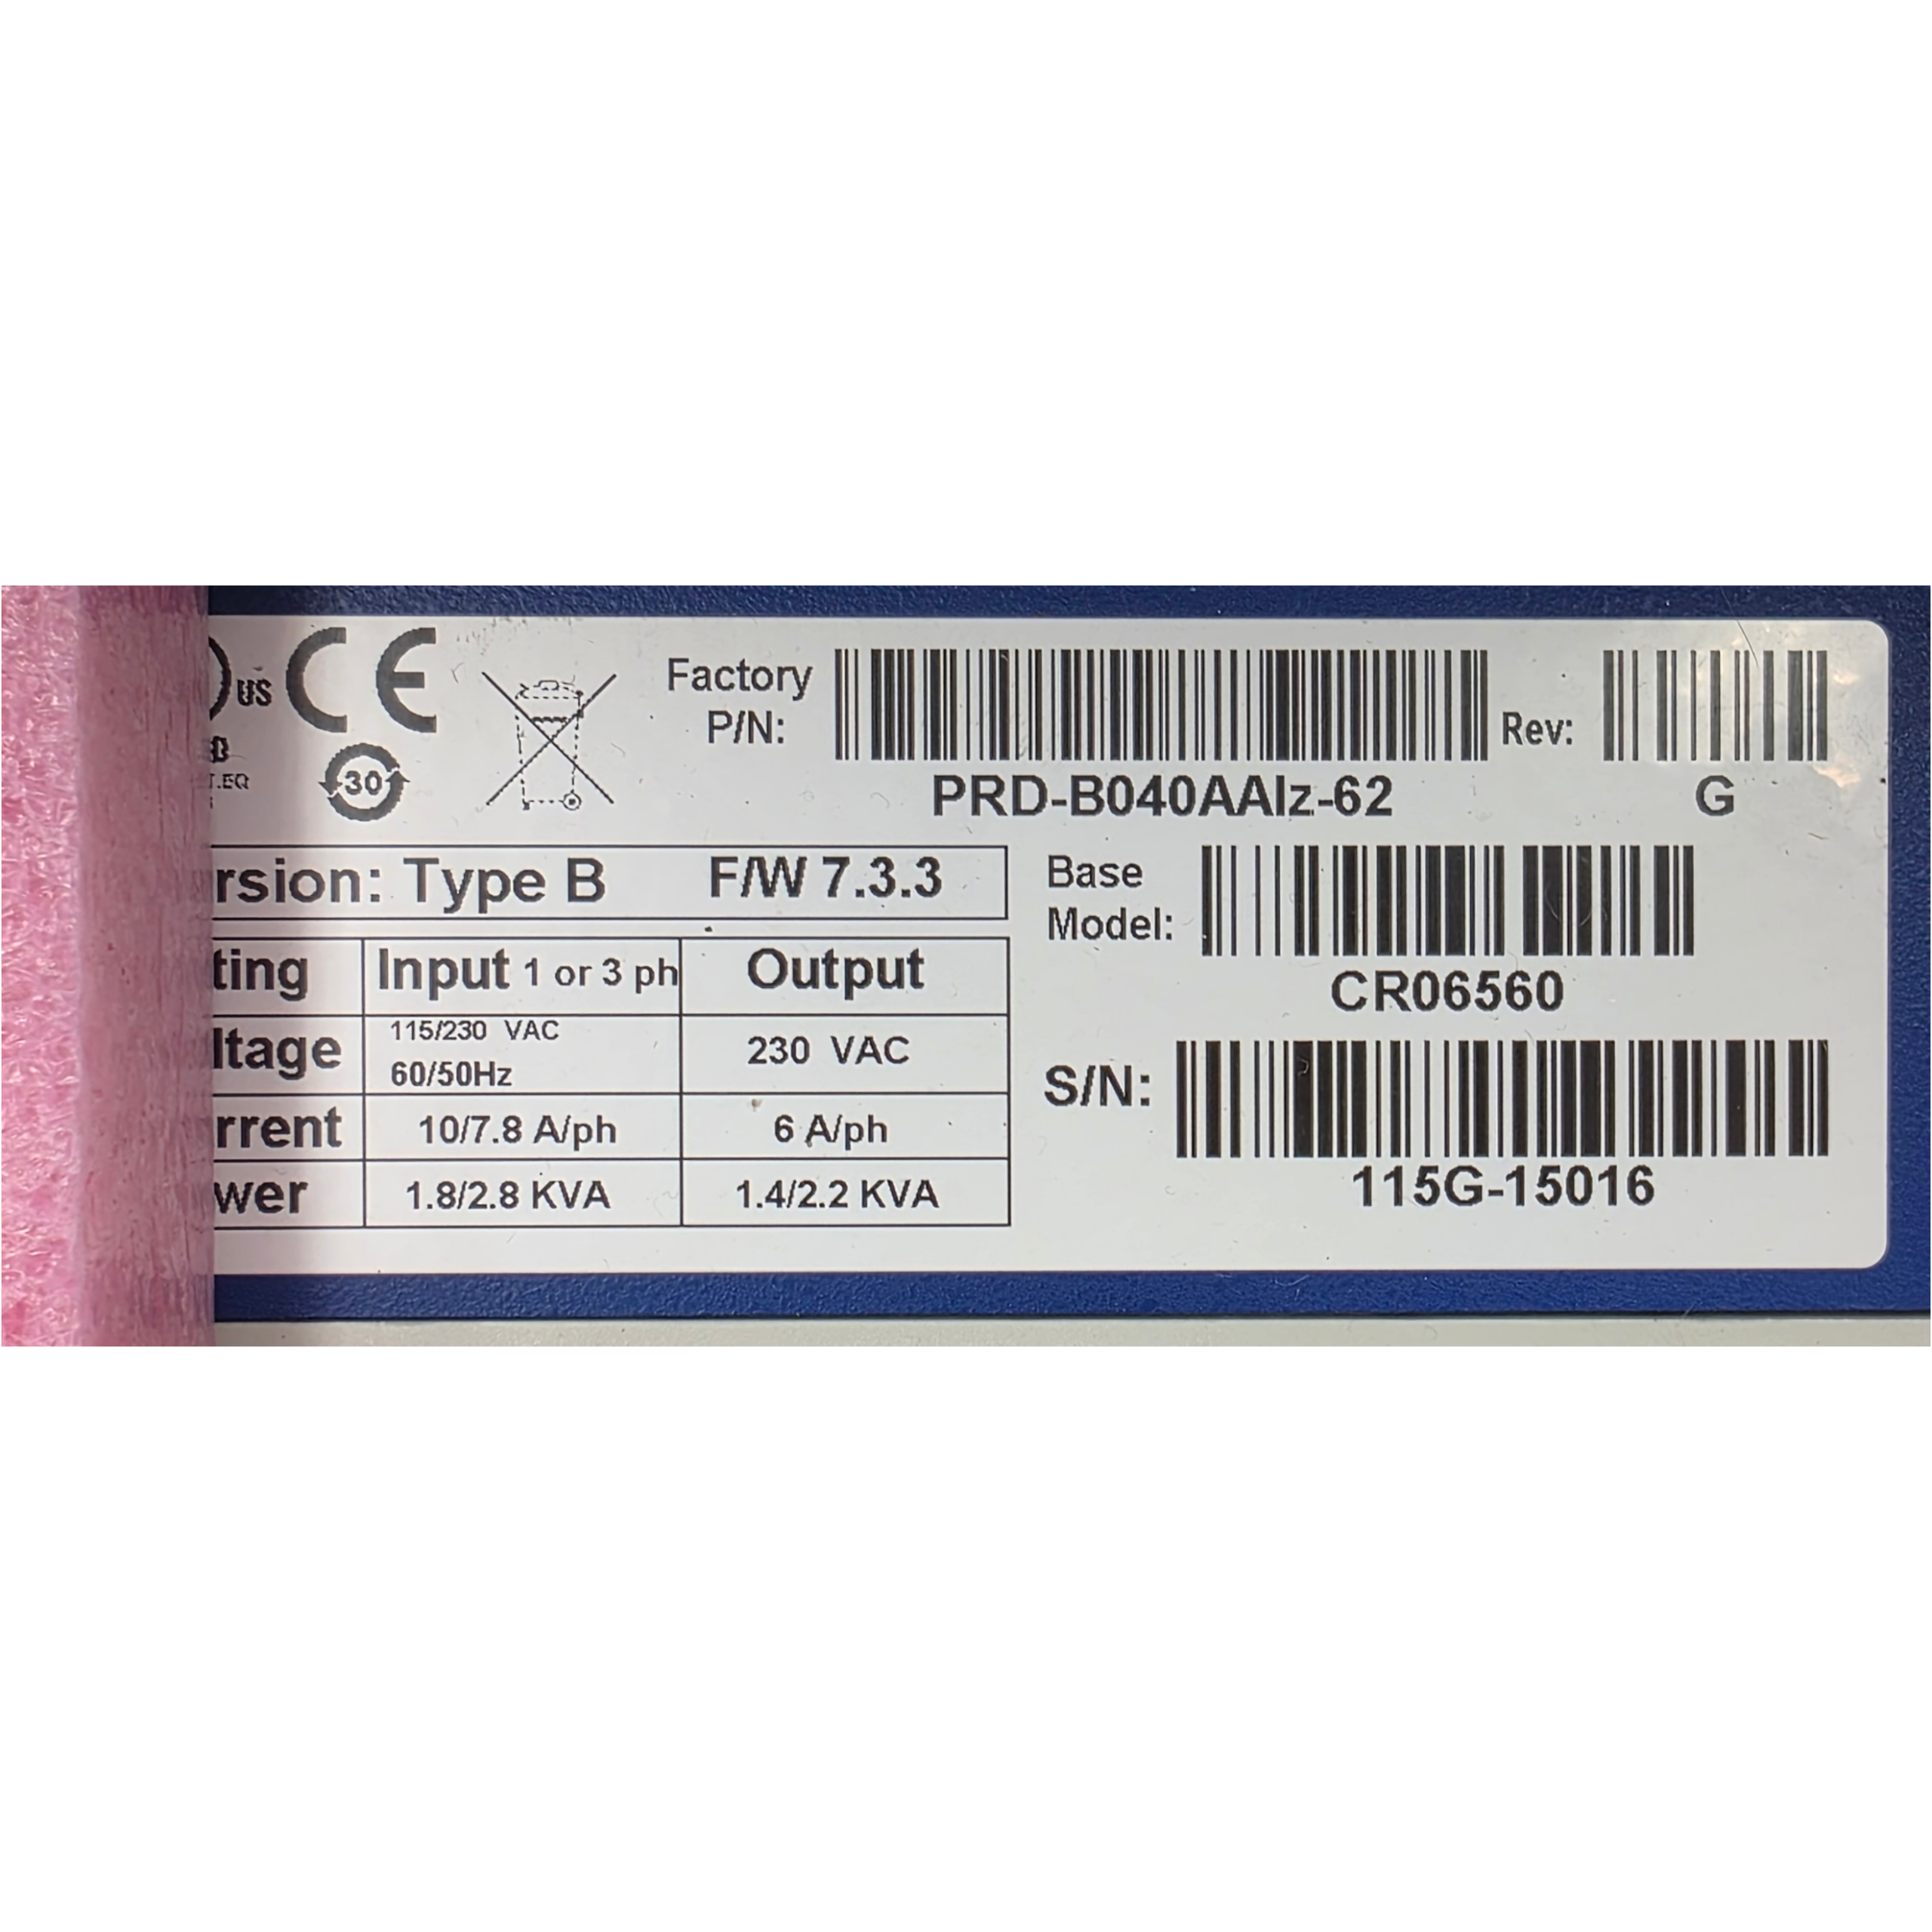 US CE
Factory
P/N:
PRD-B040AAIz-62
Rev:
G
T.EQ
30
rsion: Type B F/W 7.3.3
Base
Model:
CR06560
ting Input 1 or 3 ph Output
ltage 115/230 VAC 230 VAC
60/50Hz
rrent 10/7.8 A/ph 6 A/ph
wer 1.8/2.8 KVA 1.4/2.2 KVA
S/N:
115G-15016